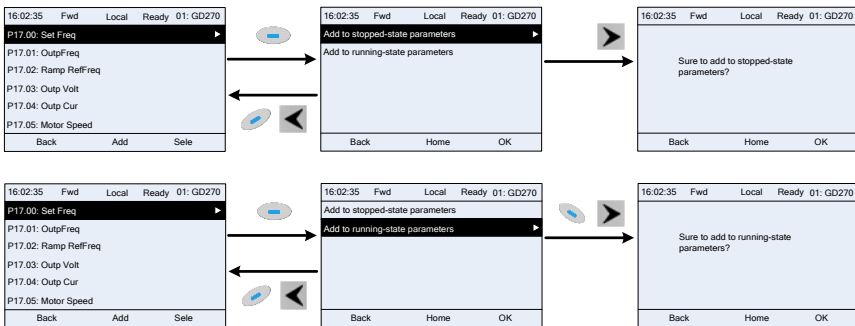 16:02:35 Fwd Local Ready 01: GD270
P17.00: Set Freq
P17.01: OutpFreq
P17.02: Ramp RefFreq
P17.03: Outp Volt
P17.04: Outp Cur
P17.05: Motor Speed
Back Add Sele
16:02:35 Fwd Local Ready 01: GD270
Add to stopped-state parameters
Add to running-state parameters
Back Home OK
16:02:35 Fwd Local Ready 01: GD270
Sure to add to stopped-state
parameters?
Back Home OK
16:02:35 Fwd Local Ready 01: GD270
P17.00: Set Freq
P17.01: OutpFreq
P17.02: Ramp RefFreq
P17.03: Outp Volt
P17.04: Outp Cur
P17.05: Motor Speed
Back Add Sele
16:02:35 Fwd Local Ready 01: GD270
Add to stopped-state parameters
Add to running-state parameters
Back Home OK
16:02:35 Fwd Local Ready 01: GD270
Sure to add to running-state
parameters?
Back Home OK